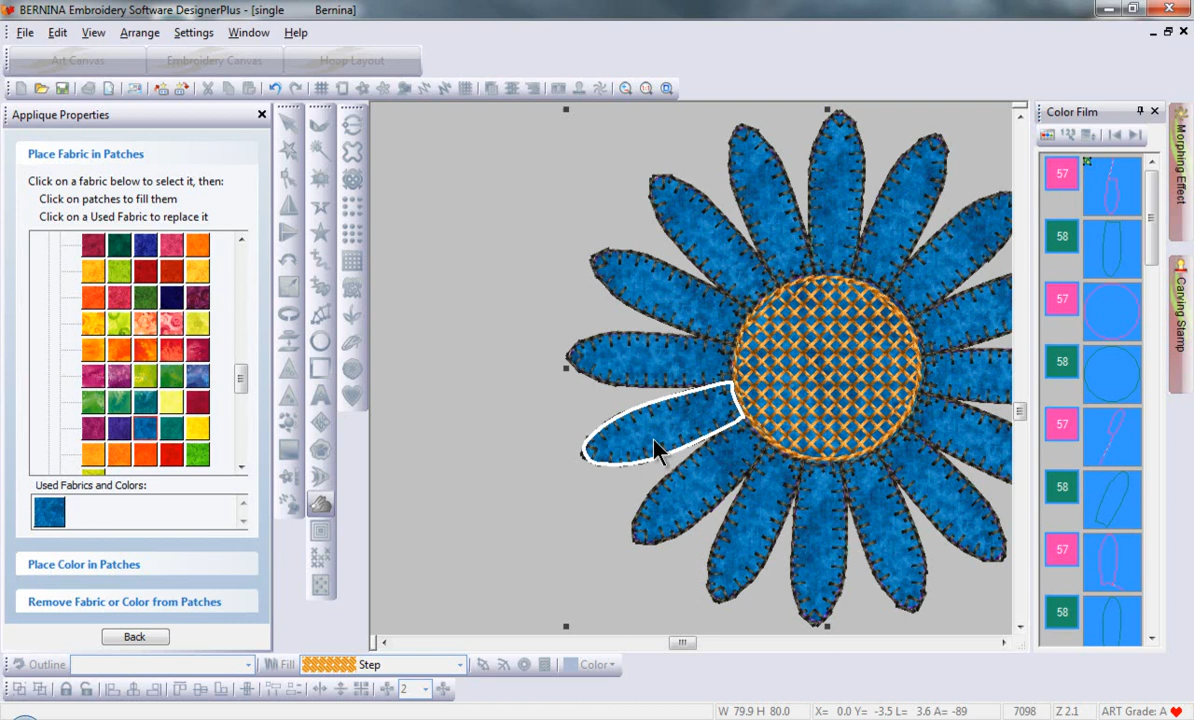 BERNINA Embroidery Software DesignerPlus - [single Bernina]
File Edit View Arrange Settings Window Help
Art Canvas Embroidery Canvas Hoop Layout
Applique Properties
Place Fabric in Patches
Click on a fabric below to select it, then:
Click on patches to fill them
Click on a Used Fabric to replace it
Used Fabrics and Colors:
Place Color in Patches
Remove Fabric or Color from Patches
Back
Color Film
57
58
57
58
57
58
57
58
Morphing Effect
Carving Stamp
Outline Fill Step Color
2
W 79.9 H 80.0 X= 0.0 Y= -3.5 L= 3.6 A= -89 7098 Z 2.1 ART Grade: A